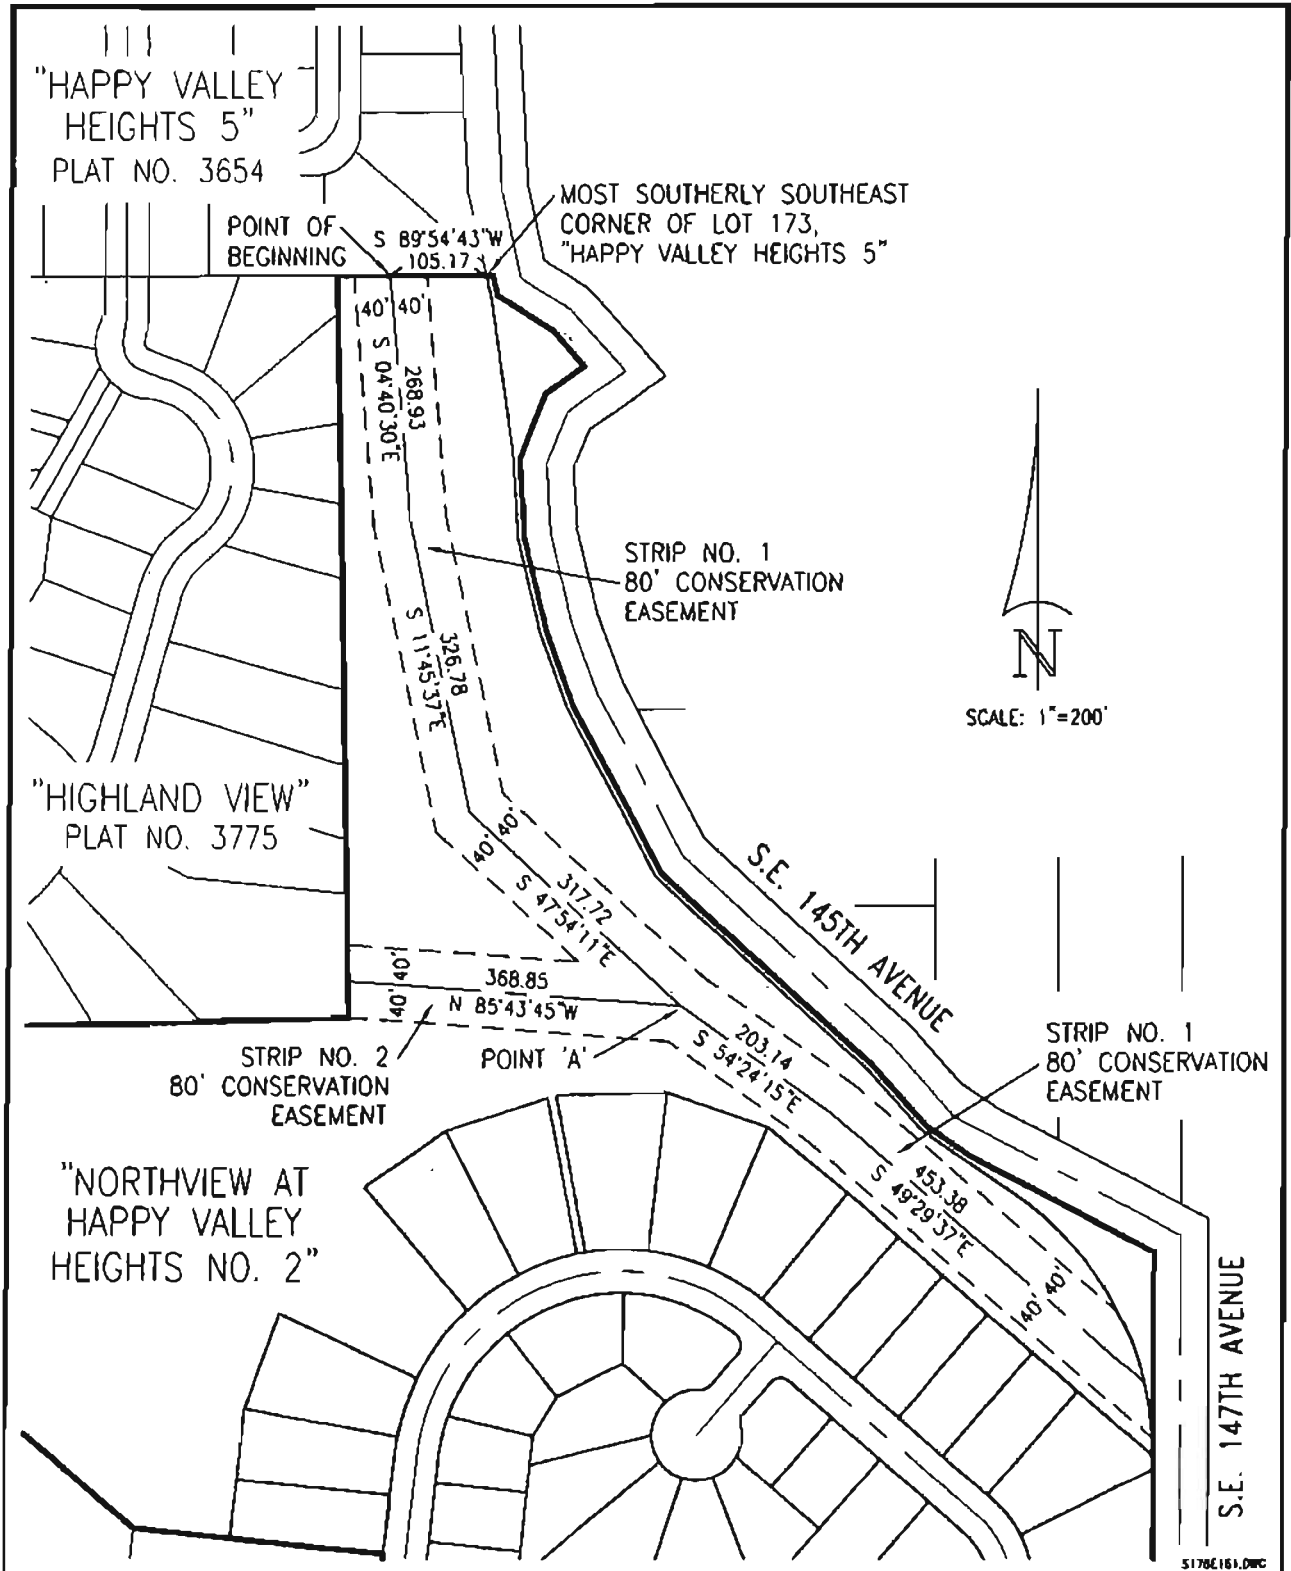 "HAPPY VALLEY
HEIGHTS 5"
PLAT NO. 3654
POINT OF
BEGINNING
S 89°54'43"W
105.17
MOST SOUTHERLY SOUTHEAST
CORNER OF LOT 173,
"HAPPY VALLEY HEIGHTS 5"
40' 40'
268.93
S 04°40'30"E
STRIP NO. 1
80' CONSERVATION
EASEMENT
326.78
S 11°45'37"E
N
SCALE: 1"=200'
"HIGHLAND VIEW"
PLAT NO. 3775
40' 40'
317.72
S 47°54'11"E
S.E. 145TH AVENUE
40' 40'
368.85
N 85°43'45"W
STRIP NO. 2
80' CONSERVATION
EASEMENT
POINT 'A'
203.14
S 54°24'15"E
STRIP NO. 1
80' CONSERVATION
EASEMENT
453.38
S 49°29'37"E
40' 40'
"NORTHVIEW AT
HAPPY VALLEY
HEIGHTS NO. 2"
S.E. 147TH AVENUE
5178E161.DWG